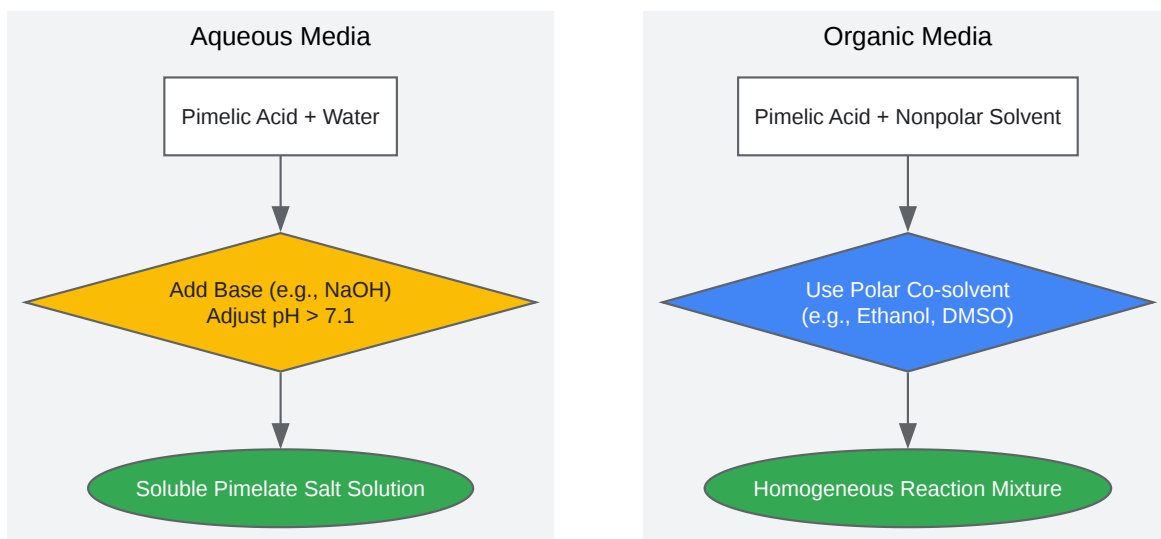 Aqueous Media
Pimelic Acid + Water
Add Base (e.g., NaOH)
Adjust pH > 7.1
Soluble Pimelate Salt Solution
Organic Media
Pimelic Acid + Nonpolar Solvent
Use Polar Co-solvent
(e.g., Ethanol, DMSO)
Homogeneous Reaction Mixture